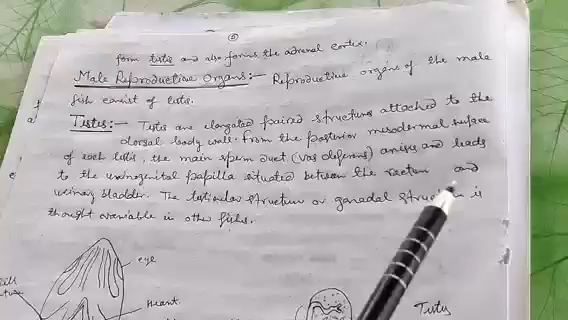 ②
form testis and also forms the adrenal cortex.
Male Reproductive Organs:- Reproductive organs of the male
fish consist of testis.
Testes:- Testis are elongated paired structures attached to the
dorsal body wall. From the posterior mesodermal surface
of each testis, the main sperm duct (vas deferens) arises and leads
to the urinogenital papilla situated between the rectum and
urinary bladder. The testicular structure or gonadal is
thought variable in other fishes.
eye
heart
Testes